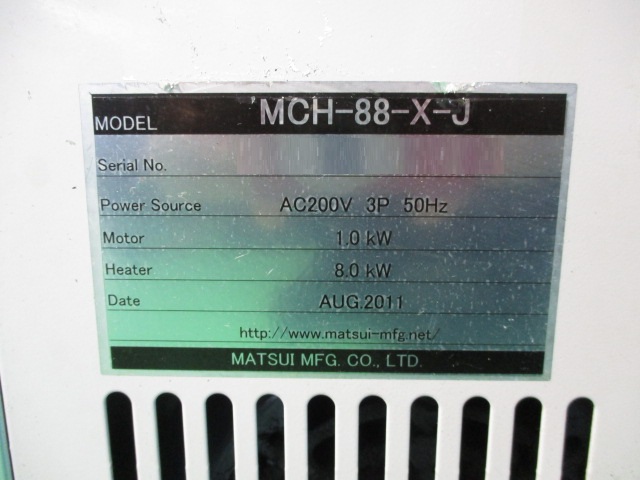 MODEL MCH-88-X-J
Serial No.
Power Source AC200V 3P 50Hz
Motor 1.0 kW
Heater 8.0 kW
Date AUG.2011
http://www.matsui-mfg.net/
MATSUI MFG. CO., LTD.